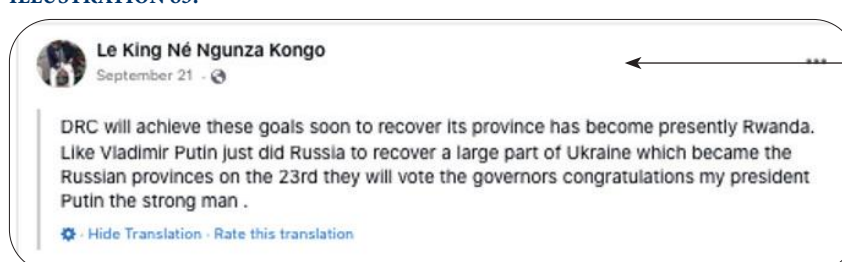 ILLUSTRATION 65:
Le King Né Ngunza Kongo
September 21 ·
DRC will achieve these goals soon to recover its province has become presently Rwanda.
Like Vladimir Putin just did Russia to recover a large part of Ukraine which became the
Russian provinces on the 23rd they will vote the governors congratulations my president
Putin the strong man .
· Hide Translation · Rate this translation